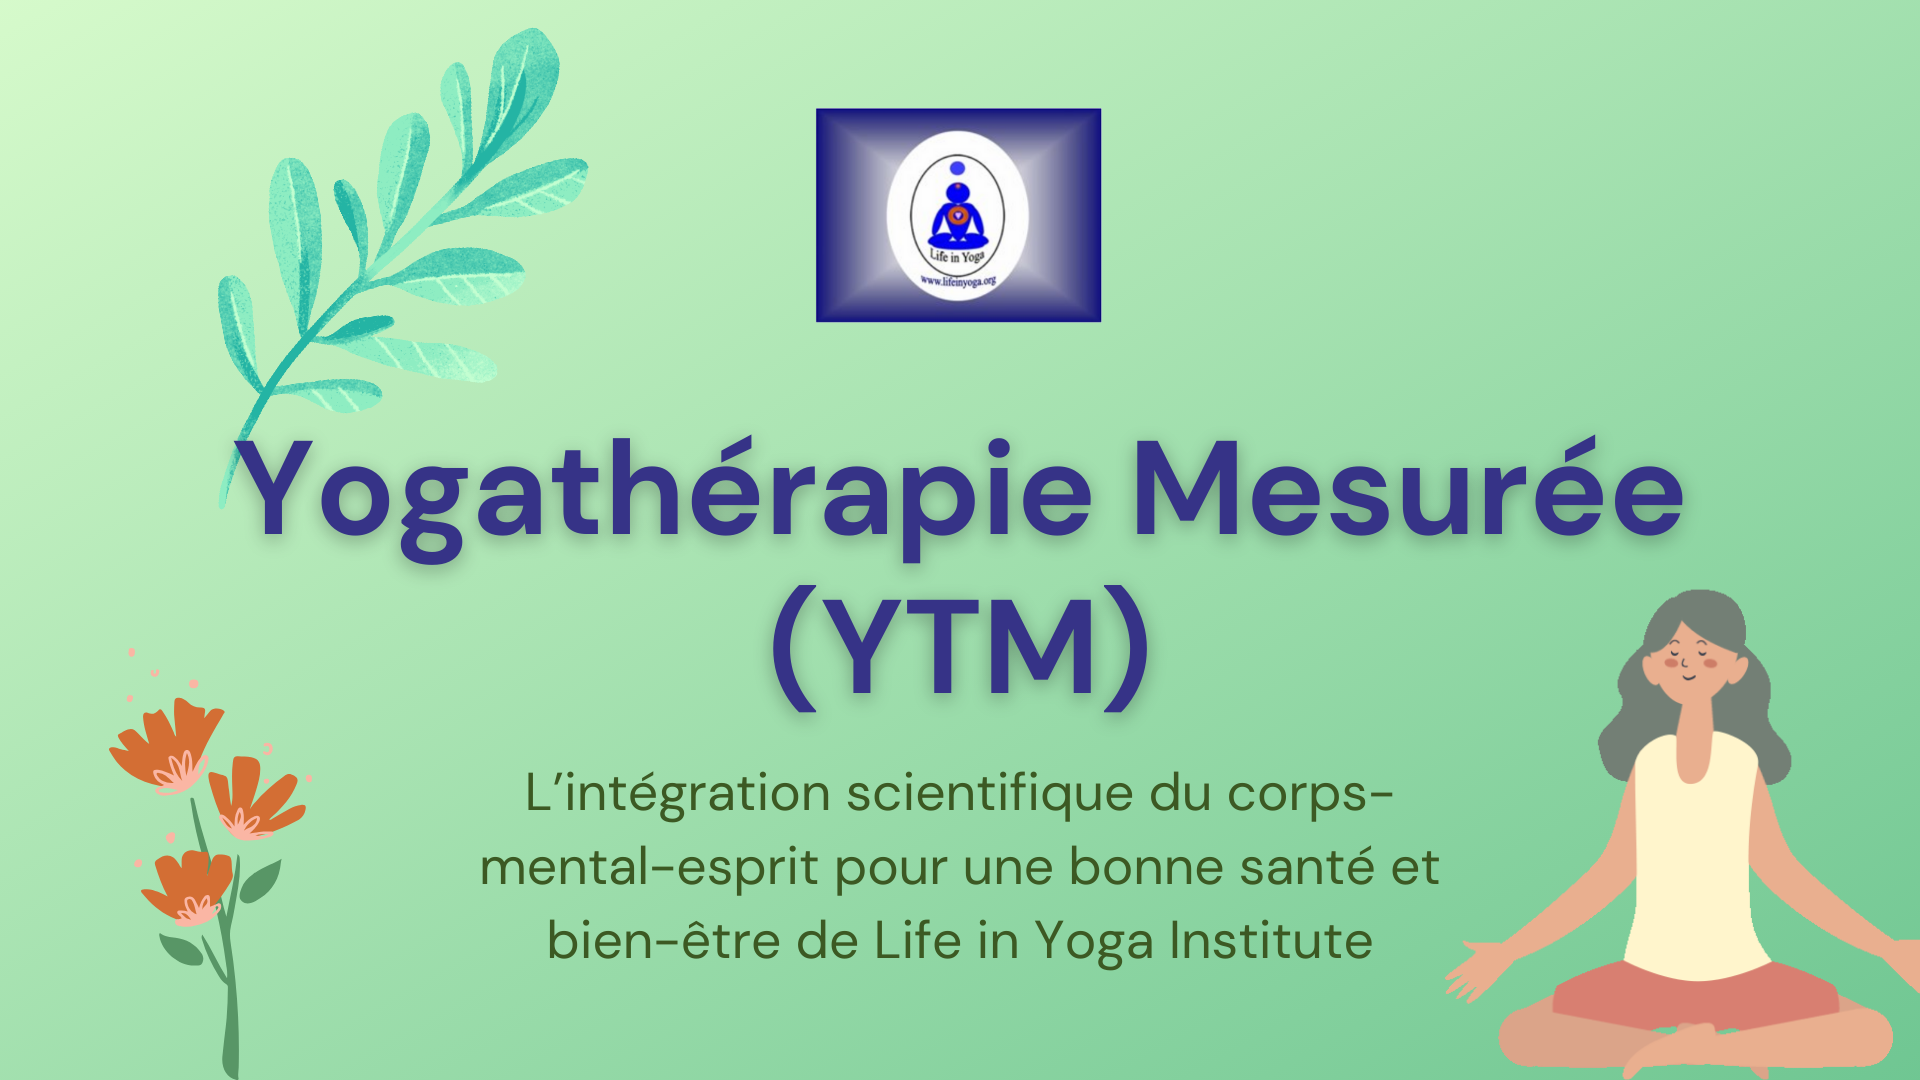 Life in Yoga
www.lifeinyoga.org
Yogathérapie Mesurée
(YTM)
L’intégration scientifique du corps-
mental-esprit pour une bonne santé et
bien-être de Life in Yoga Institute